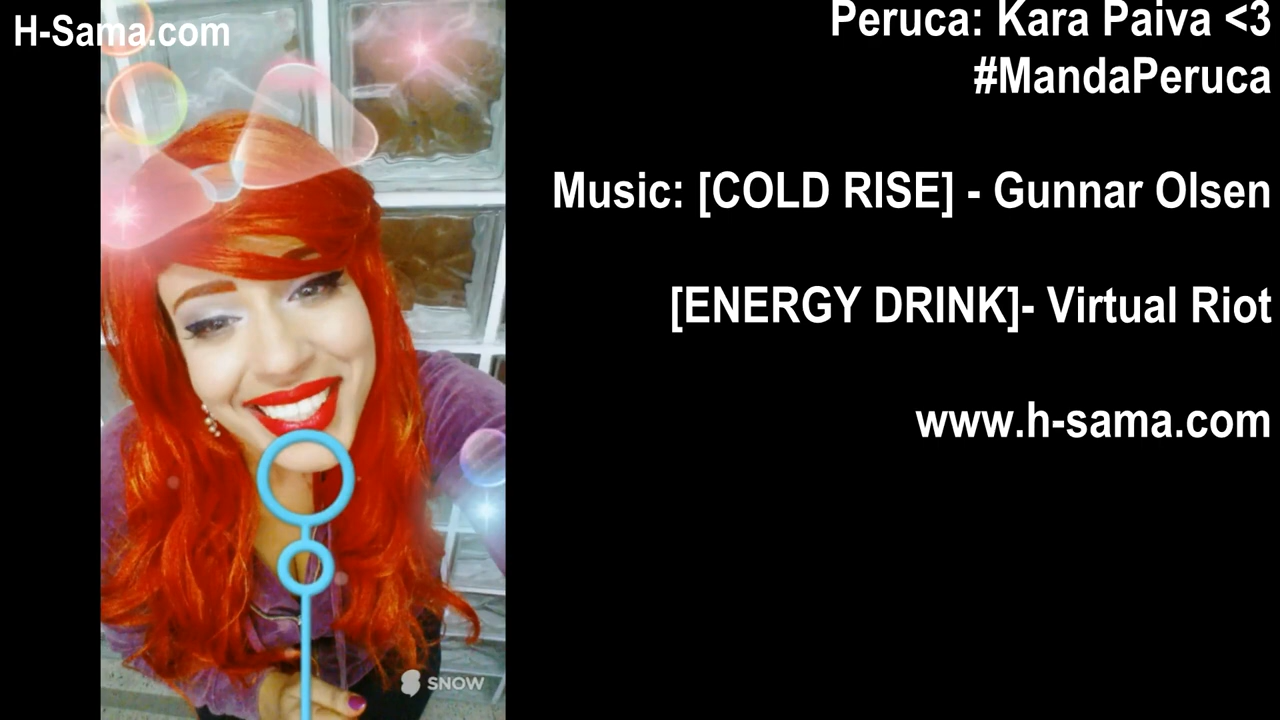 H-Sama.com
Peruca: Kara Paiva <3
#MandaPeruca
Music: [COLD RISE] - Gunnar Olsen
[ENERGY DRINK]- Virtual Riot
www.h-sama.com
SNOW